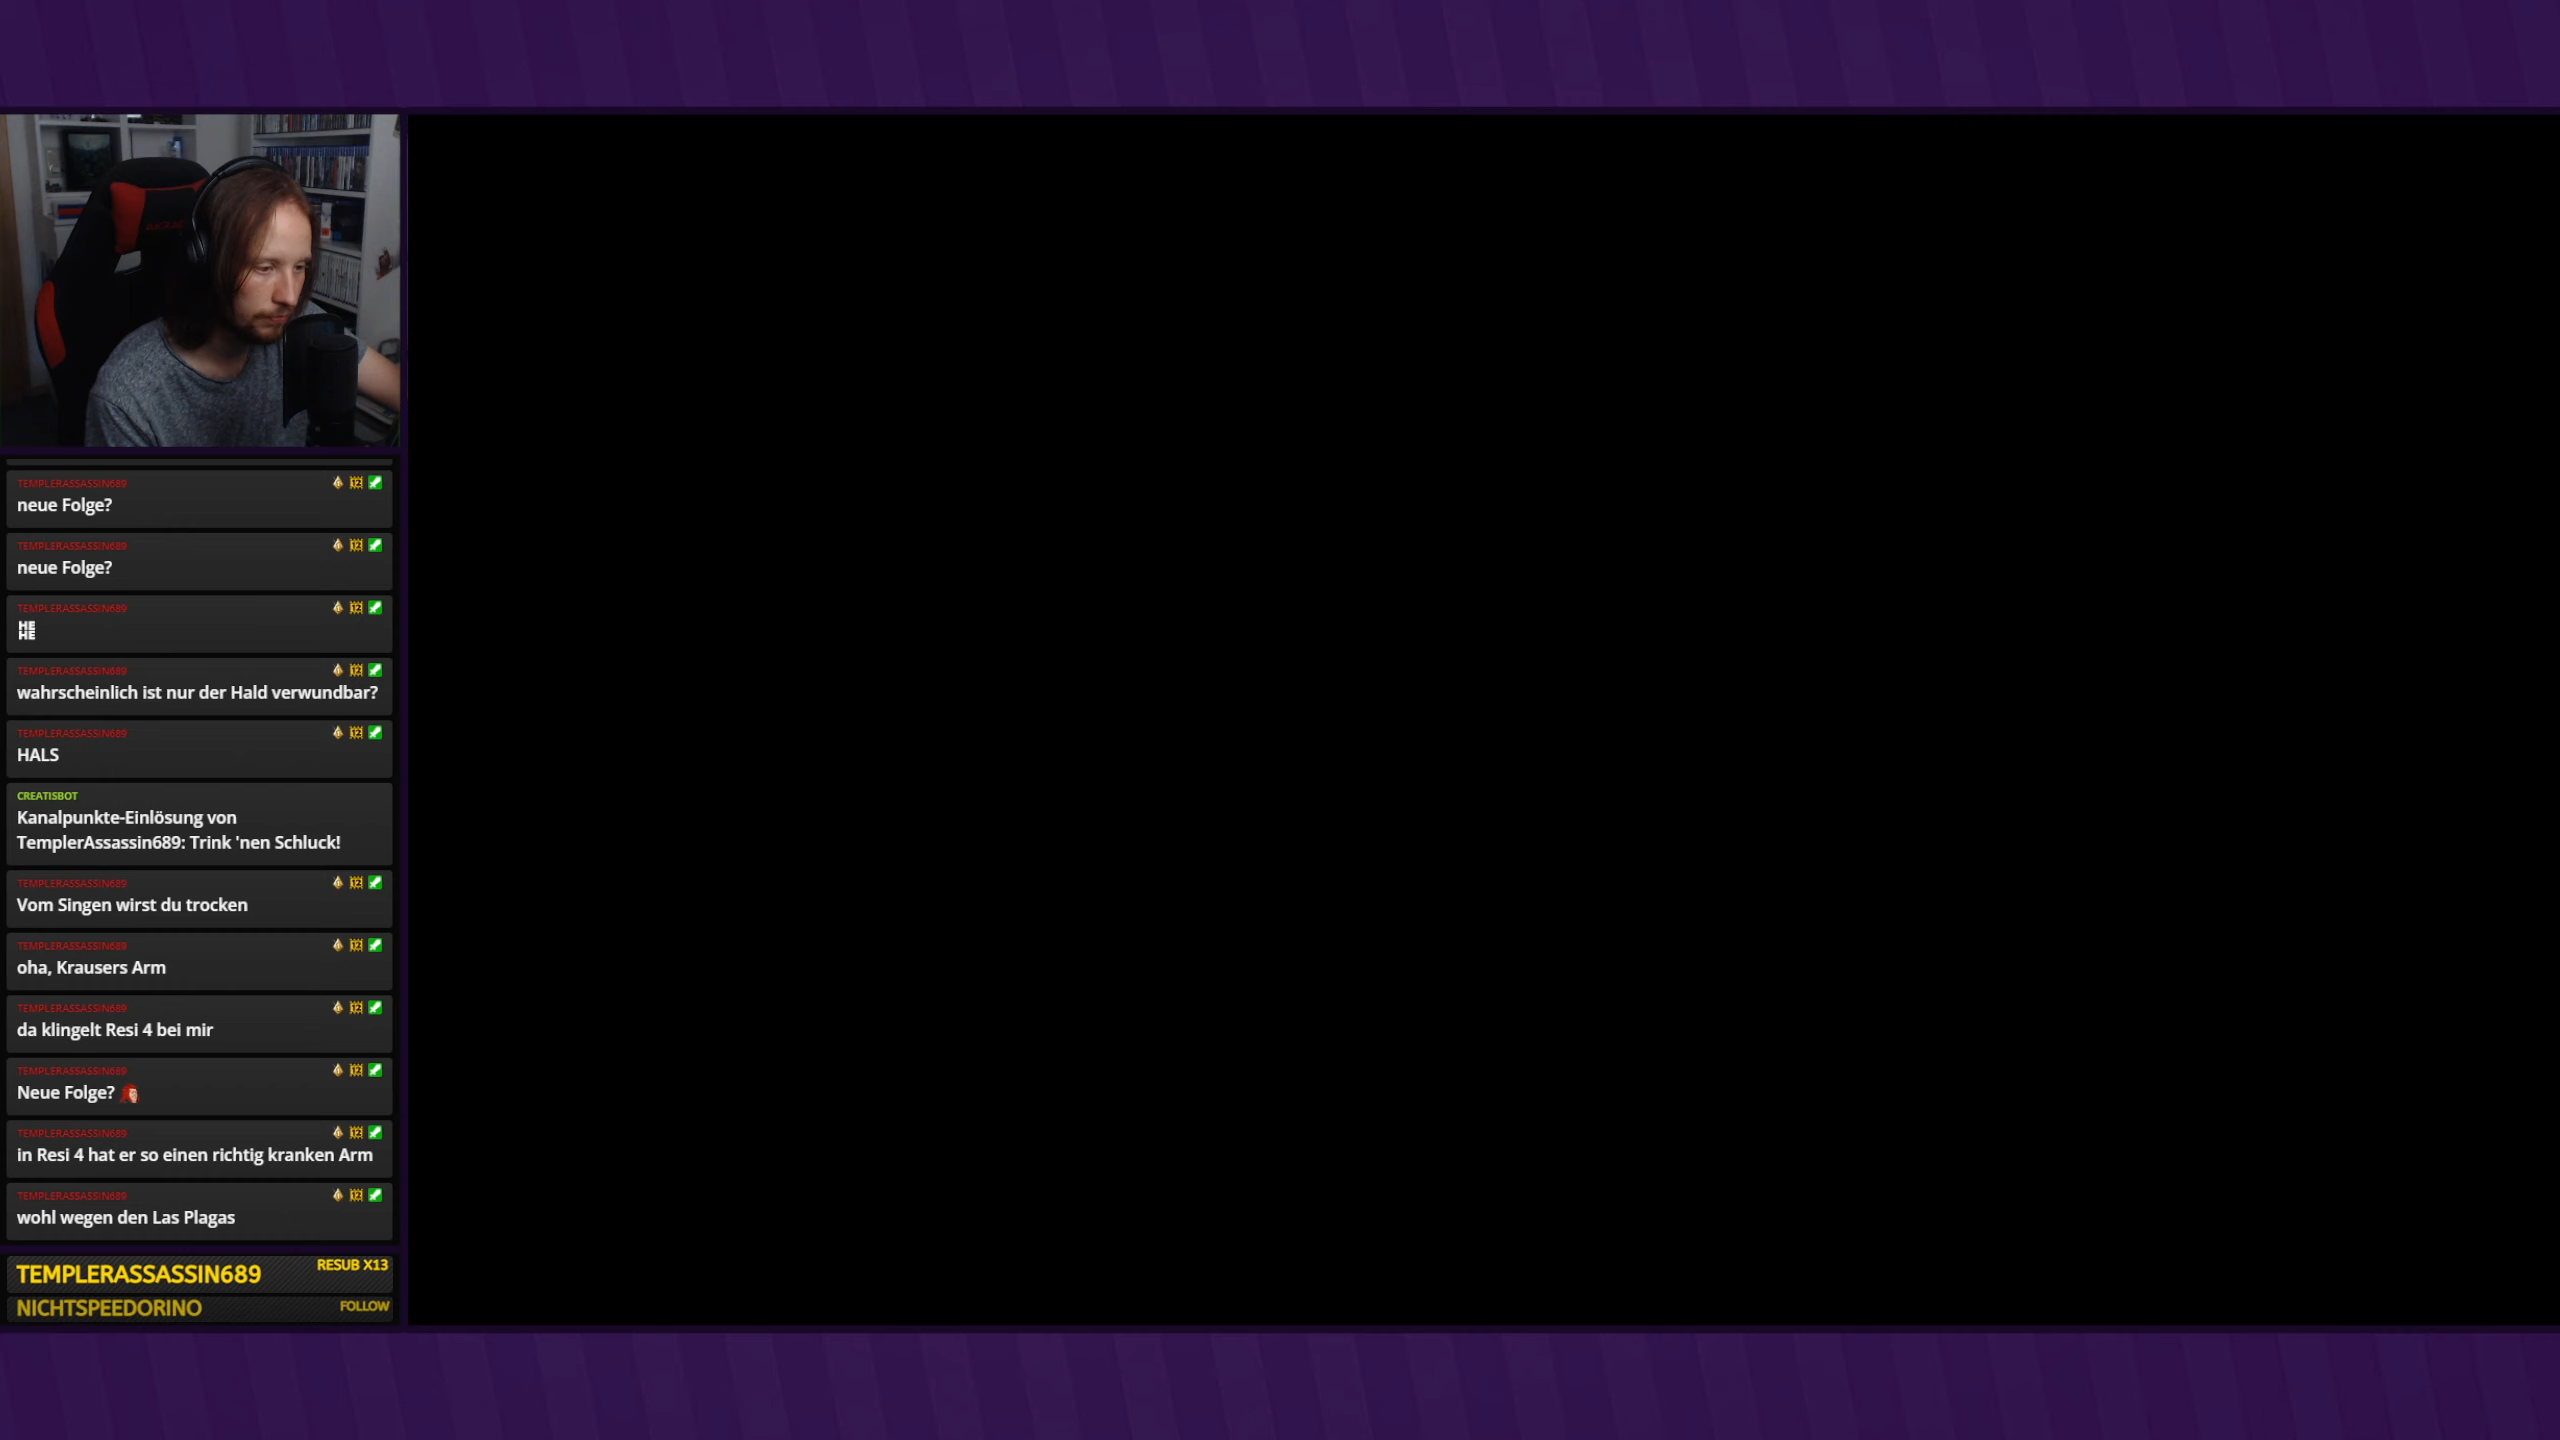 TEMPLERASSASSIN689
neue Folge?
TEMPLERASSASSIN689
neue Folge?
TEMPLERASSASSIN689
HE
HE
TEMPLERASSASSIN689
wahrscheinlich ist nur der Hald verwundbar?
TEMPLERASSASSIN689
HALS
CREATISBOT
Kanalpunkte-Einlösung von
TemplerAssassin689: Trink 'nen Schluck!
TEMPLERASSASSIN689
Vom Singen wirst du trocken
TEMPLERASSASSIN689
oha, Krausers Arm
TEMPLERASSASSIN689
da klingelt Resi 4 bei mir
TEMPLERASSASSIN689
Neue Folge?
TEMPLERASSASSIN689
in Resi 4 hat er so einen richtig kranken Arm
TEMPLERASSASSIN689
wohl wegen den Las Plagas
TEMPLERASSASSIN689 RESUB X13
NICHTSPEEDORINO FOLLOW